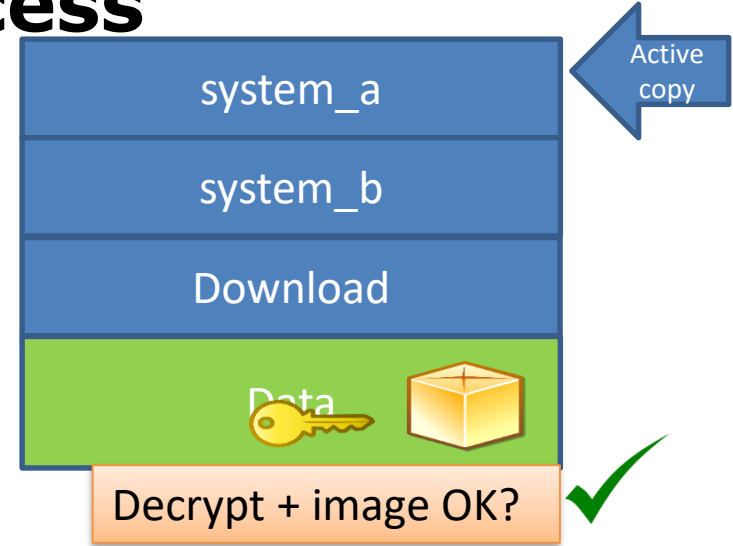 cess
system_a
Active
copy
system_b
Download
Data
Decrypt + image OK?